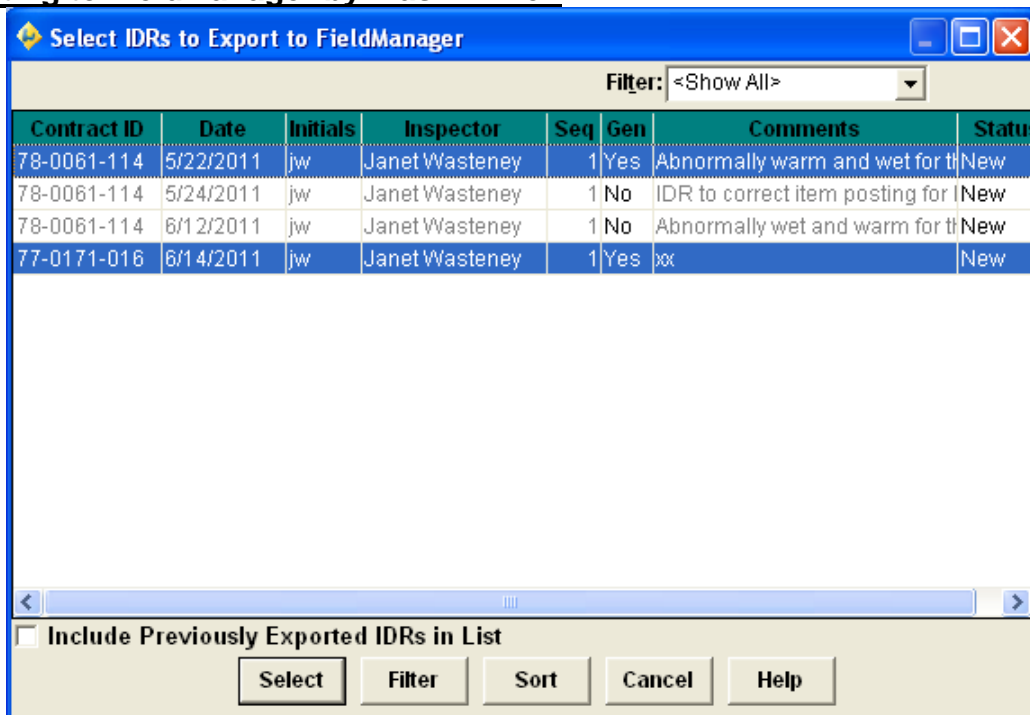 Select IDRs to Export to FieldManager
Filter: <Show All>
Contract ID Date Initials Inspector Seq Gen Comments Statu
78-0061-114 5/22/2011 jw Janet Wasteney 1 Yes Abnormally warm and wet for th New
78-0061-114 5/24/2011 jw Janet Wasteney 1 No IDR to correct item posting for New
78-0061-114 6/12/2011 jw Janet Wasteney 1 No Abnormally wet and warm for th New
77-0171-016 6/14/2011 jw Janet Wasteney 1 Yes xx New
Include Previously Exported IDRs in List
Select Filter Sort Cancel Help